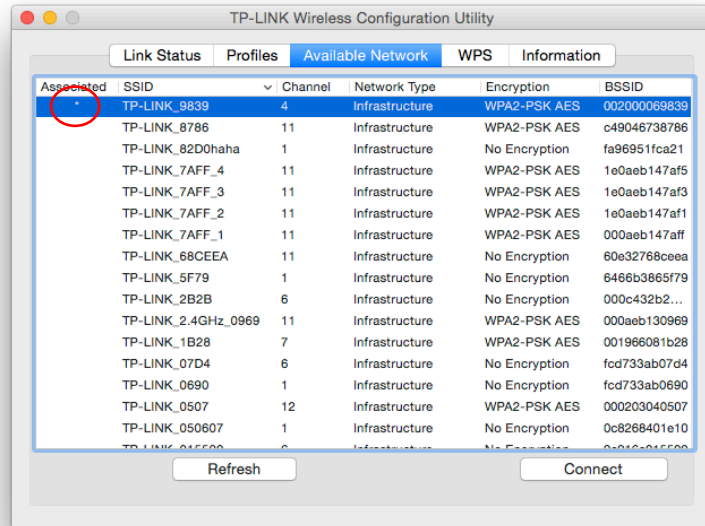 TP-LINK Wireless Configuration Utility
Link Status Profiles Available Network WPS Information
Associated SSID Channel Network Type Encryption BSSID
* TP-LINK_9839 4 Infrastructure WPA2-PSK AES 002000069839
TP-LINK_8786 11 Infrastructure WPA2-PSK AES c49046738786
TP-LINK_82D0haha 1 Infrastructure No Encryption fa96951fca21
TP-LINK_7AFF_4 11 Infrastructure WPA2-PSK AES 1e0aeb147af5
TP-LINK_7AFF_3 11 Infrastructure WPA2-PSK AES 1e0aeb147af3
TP-LINK_7AFF_2 11 Infrastructure WPA2-PSK AES 1e0aeb147af1
TP-LINK_7AFF_1 11 Infrastructure WPA2-PSK AES 000aeb147aff
TP-LINK_68CEEA 11 Infrastructure No Encryption 60e32768ceea
TP-LINK_5F79 1 Infrastructure No Encryption 6466b3865f79
TP-LINK_2B2B 6 Infrastructure No Encryption 000c432b2...
TP-LINK_2.4GHz_0969 11 Infrastructure WPA2-PSK AES 000aeb130969
TP-LINK_1B28 7 Infrastructure WPA2-PSK AES 001966081b28
TP-LINK_07D4 6 Infrastructure No Encryption fcd733ab07d4
TP-LINK_0690 1 Infrastructure No Encryption fcd733ab0690
TP-LINK_0507 12 Infrastructure WPA2-PSK AES 000203040507
TP-LINK_050607 1 Infrastructure No Encryption 0c8268401e10
Refresh Connect